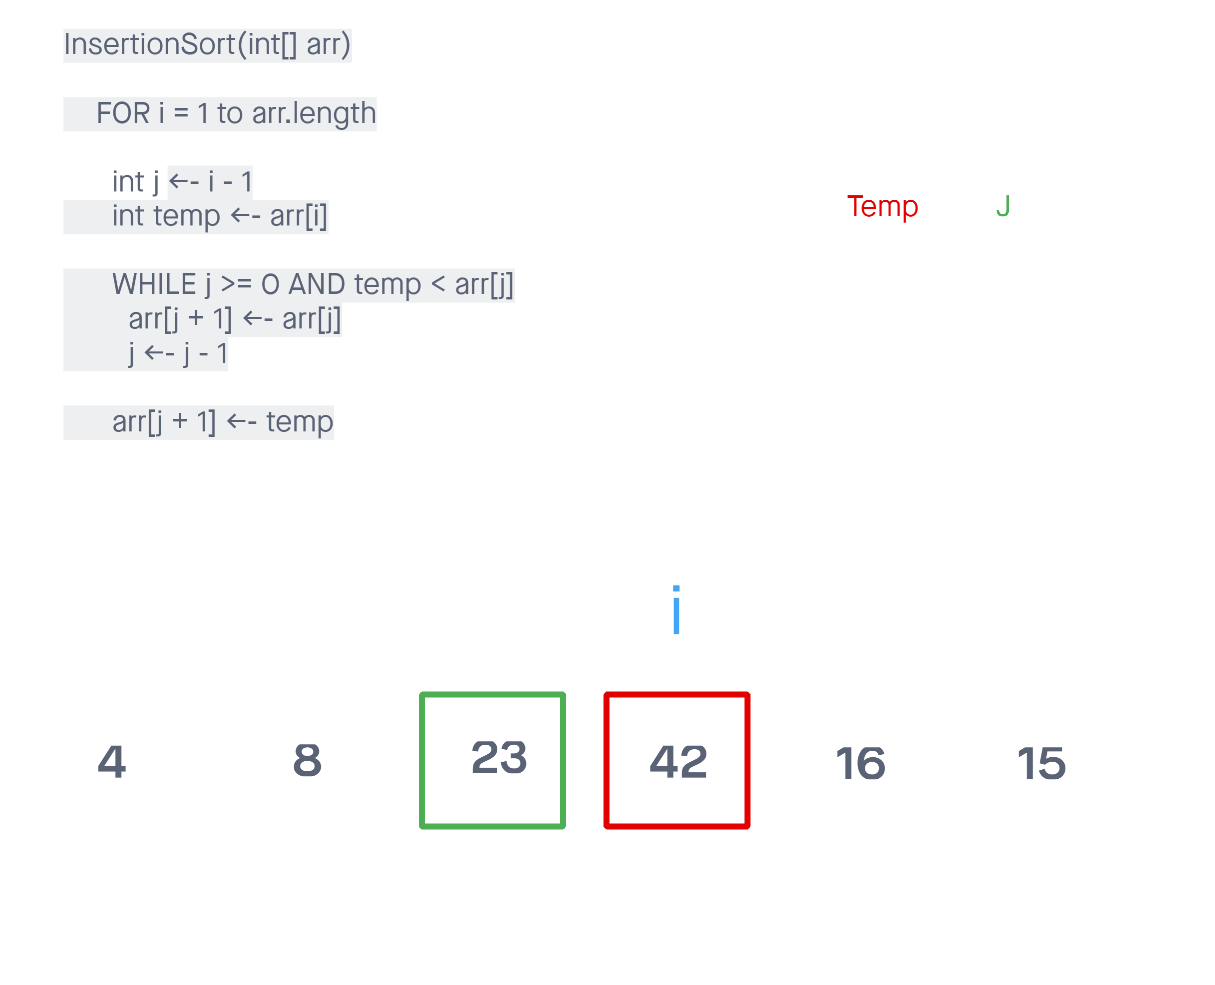 InsertionSort(int[] arr)
FOR i = 1 to arr.length
int j <- i - 1
int temp <- arr[i]
Temp J
WHILE j >= 0 AND temp < arr[j]
arr[j + 1] <- arr[j]
j <- j - 1
arr[j + 1] <- temp
i
4 8 23 42 16 15